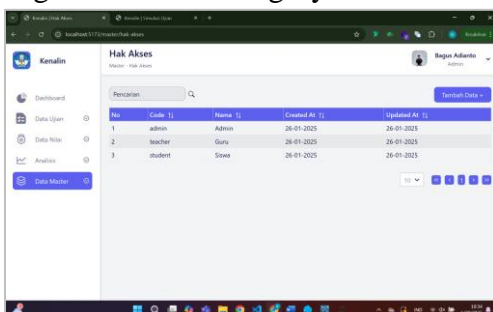 Kenalin | Hak Akses
Kenalin | Simulasi Ujian
localhost:5173/master/hak-akses
Kenalin
Hak Akses
Master - Hak Akses
Bagus Adianto
Admin
Dashboard
Data Ujian
Data Nilai
Analisis
Data Master
Pencarian
Tambah Data +
No Code Nama Created At Updated At
1 admin Admin 26-01-2025 26-01-2025
2 teacher Guru 26-01-2025 26-01-2025
3 student Siswa 26-01-2025 26-01-2025
10
1